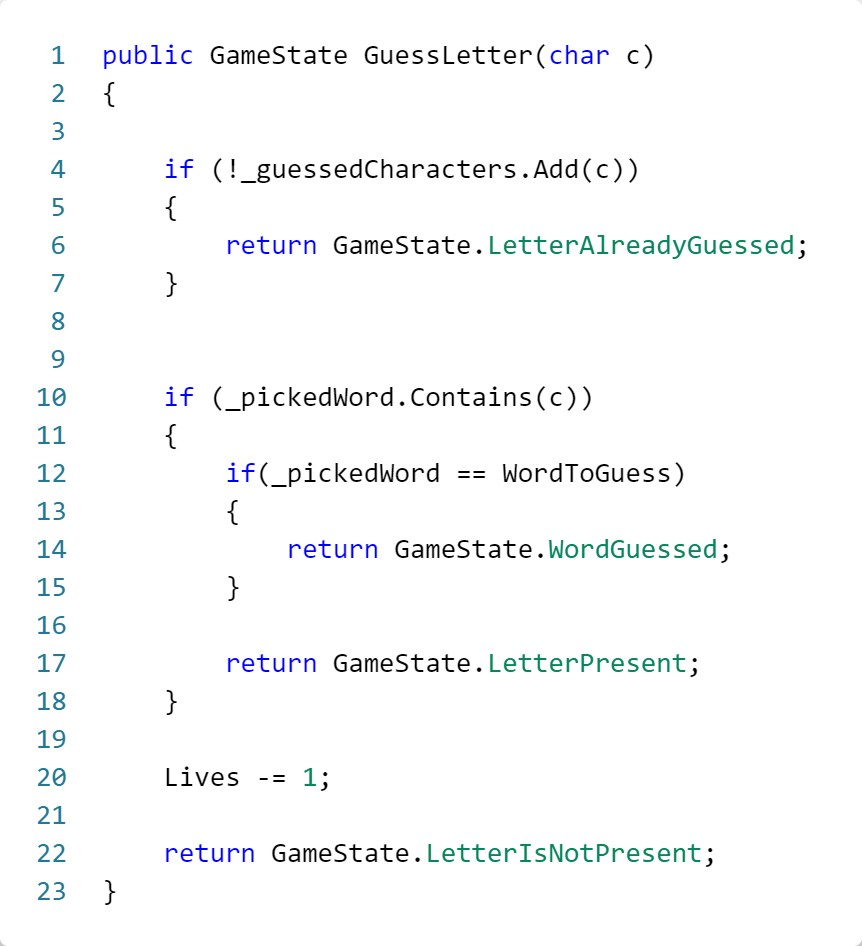 1 public GameState GuessLetter(char c)
2 {
3
4     if (!_guessedCharacters.Add(c))
5     {
6         return GameState.LetterAlreadyGuessed;
7     }
8
9
10     if (_pickedWord.Contains(c))
11     {
12         if(_pickedWord == WordToGuess)
13         {
14             return GameState.WordGuessed;
15         }
16
17         return GameState.LetterPresent;
18     }
19
20     Lives -= 1;
21
22     return GameState.LetterIsNotPresent;
23 }